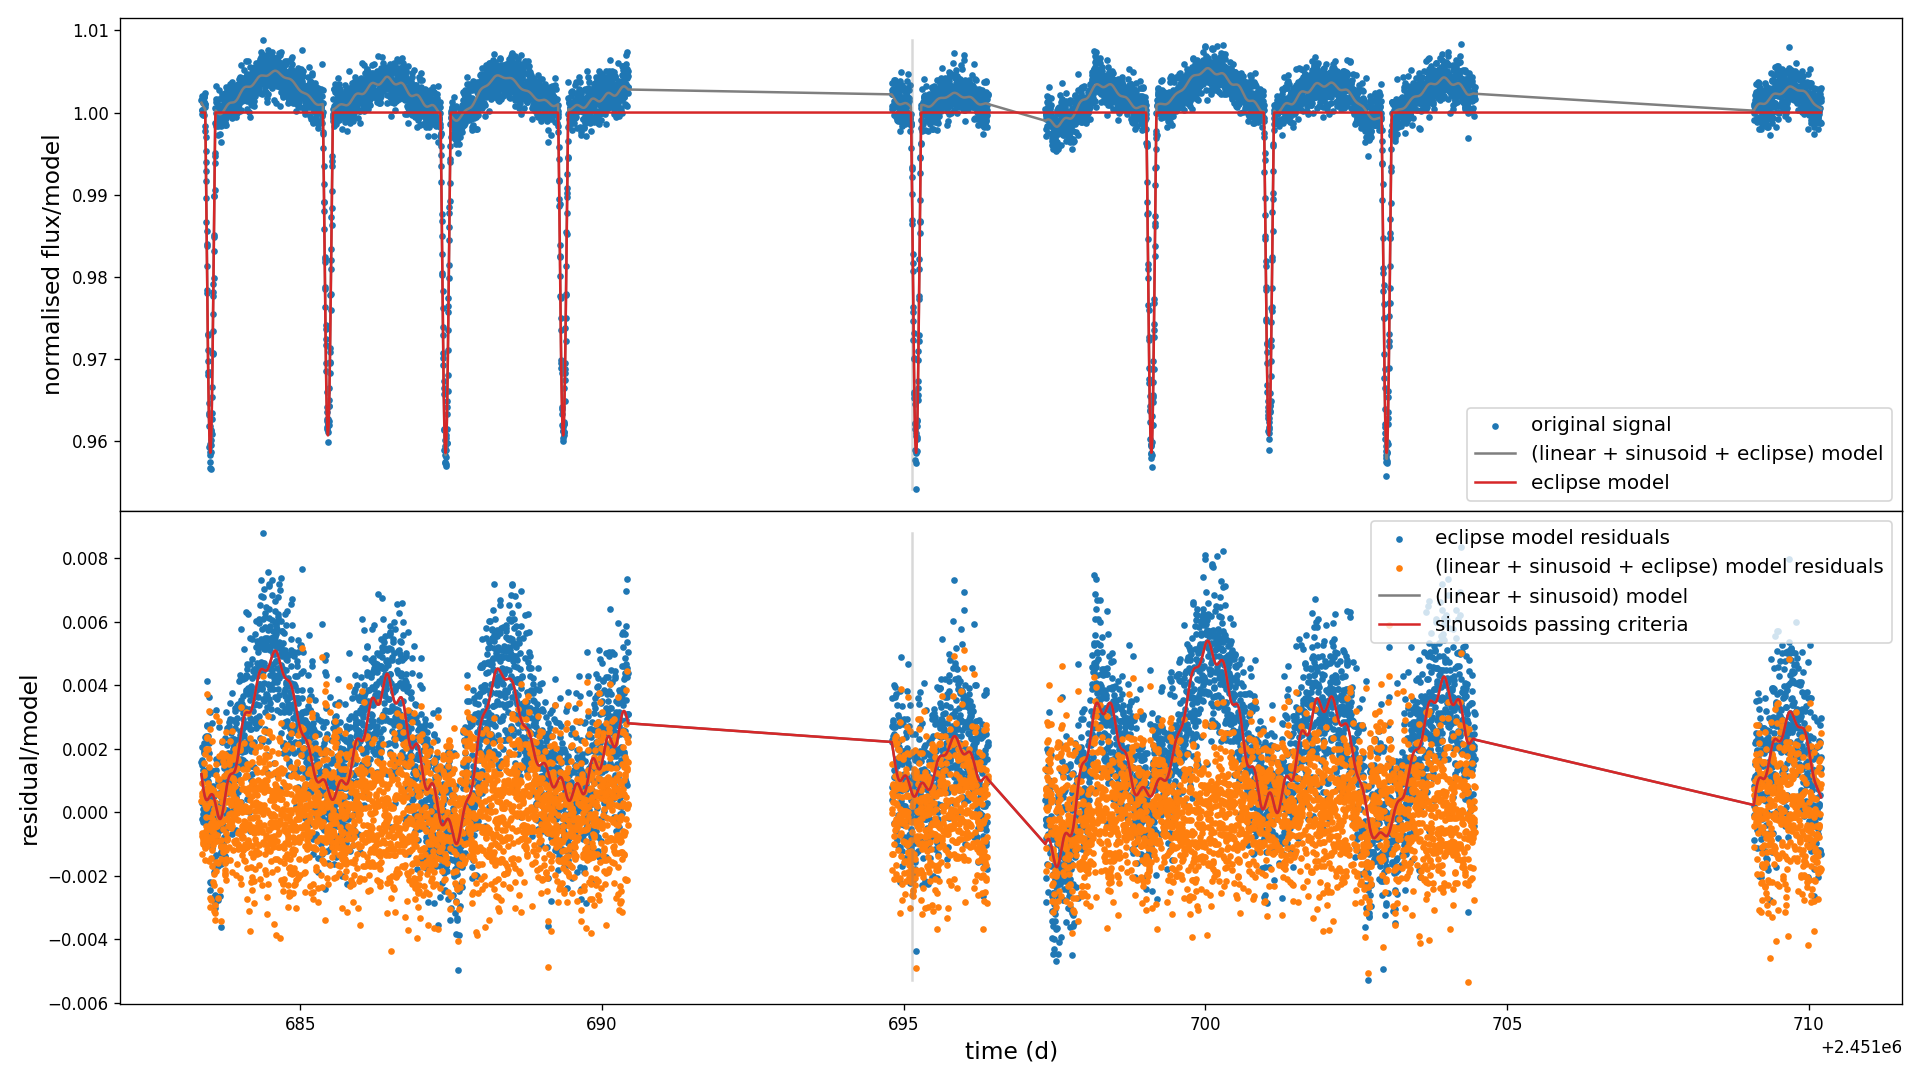 1.01
1.00
0.99
0.98
0.97
0.96
normalised flux/model
original signal
(linear + sinusoid + eclipse) model
eclipse model
0.008
0.006
0.004
0.002
0.000
−0.002
−0.004
−0.006
residual/model
eclipse model residuals
(linear + sinusoid + eclipse) model residuals
(linear + sinusoid) model
sinusoids passing criteria
685 690 695 700 705 710
time (d)
+2.451e6